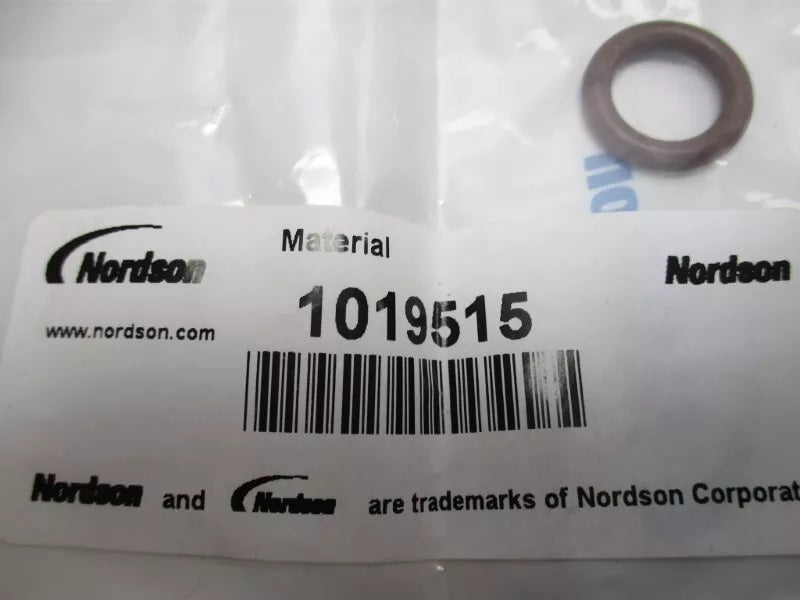 Nordson
Material
Nordson
1019515
www.nordson.com
Nordson and Nordson are trademarks of Nordson Corporat